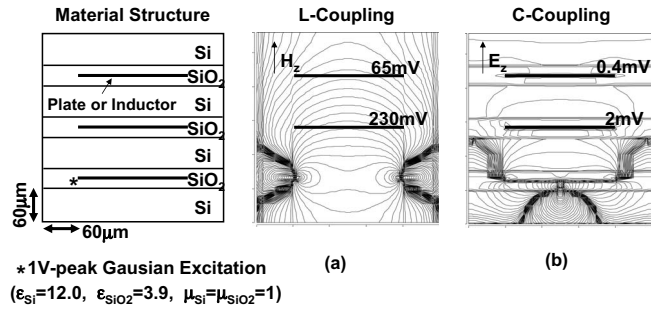 Material Structure
L-Coupling
C-Coupling
Si
SiO2
Plate or Inductor
Si
SiO2
Si
*
SiO2
Si
60μm
60μm
Hz
65mV
230mV
Ez
0.4mV
2mV
(a)
(b)
*1V-peak Gausian Excitation
(εSi=12.0, εSiO2=3.9, μSi=μSiO2=1)